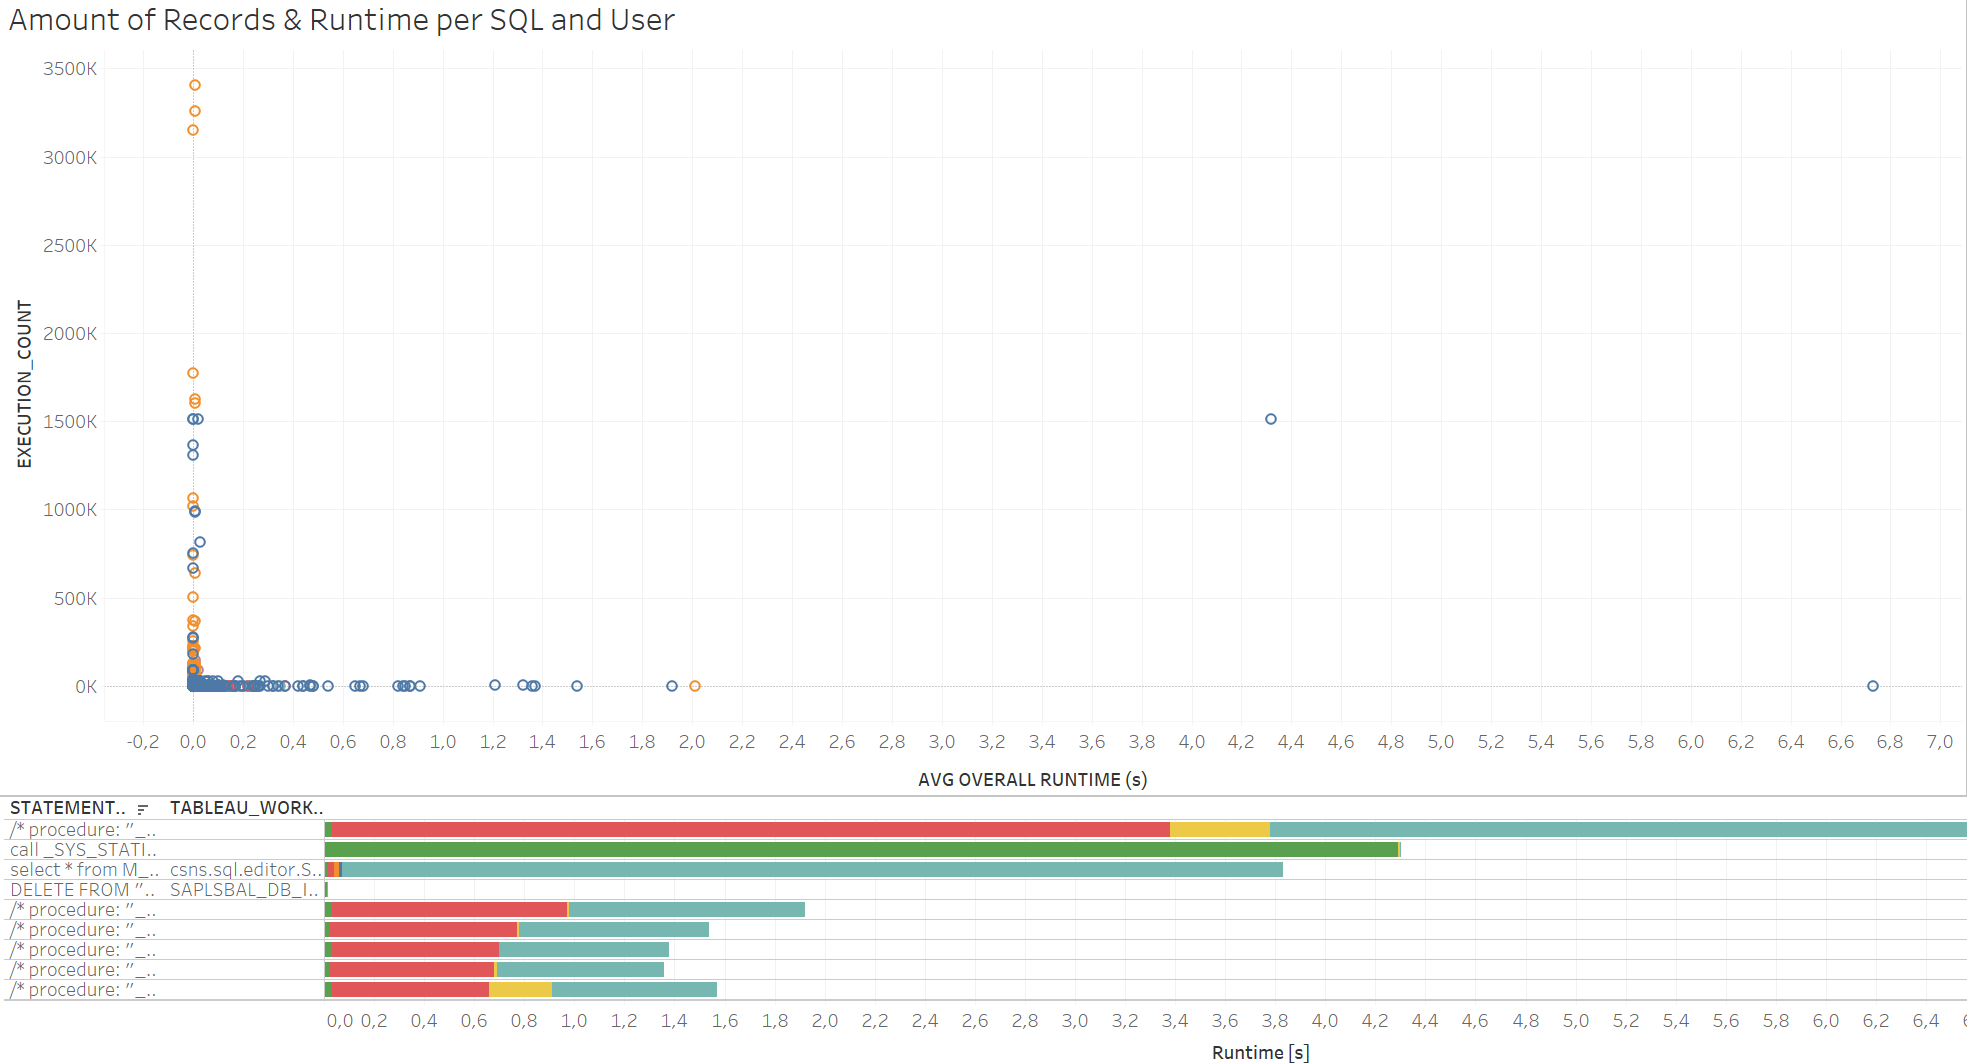 Amount of Records & Runtime per SQL and User
3500K
3000K
2500K
2000K
1500K
1000K
500K
0K
EXECUTION_COUNT
-0,2 0,0 0,2 0,4 0,6 0,8 1,0 1,2 1,4 1,6 1,8 2,0 2,2 2,4 2,6 2,8 3,0 3,2 3,4 3,6 3,8 4,0 4,2 4,4 4,6 4,8 5,0 5,2 5,4 5,6 5,8 6,0 6,2 6,4 6,6 6,8 7,0
AVG OVERALL RUNTIME (s)
STATEMENT.. TABLEAU_WORK..
/* procedure: "_..
call _SYS_STATI..
select * from M_.. csns.sql.editor.S..
DELETE FROM ".. SAPLSBAL_DB_I..
/* procedure: "_..
/* procedure: "_..
/* procedure: "_..
/* procedure: "_..
/* procedure: "_..
0,0 0,2 0,4 0,6 0,8 1,0 1,2 1,4 1,6 1,8 2,0 2,2 2,4 2,6 2,8 3,0 3,2 3,4 3,6 3,8 4,0 4,2 4,4 4,6 4,8 5,0 5,2 5,4 5,6 5,8 6,0 6,2 6,4
Runtime [s]